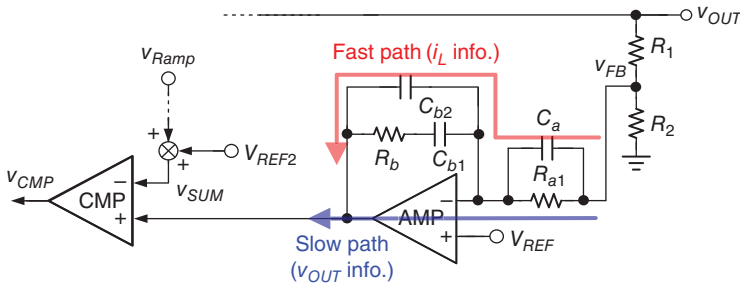 v_OUT
v_Ramp
Fast path (i_L info.)
R_1
v_FB
C_b2
C_a
R_2
+
+
V_REF2
R_b
C_b1
R_a1
v_CMP
CMP
−
+
v_SUM
AMP
−
+
V_REF
Slow path
(v_OUT info.)